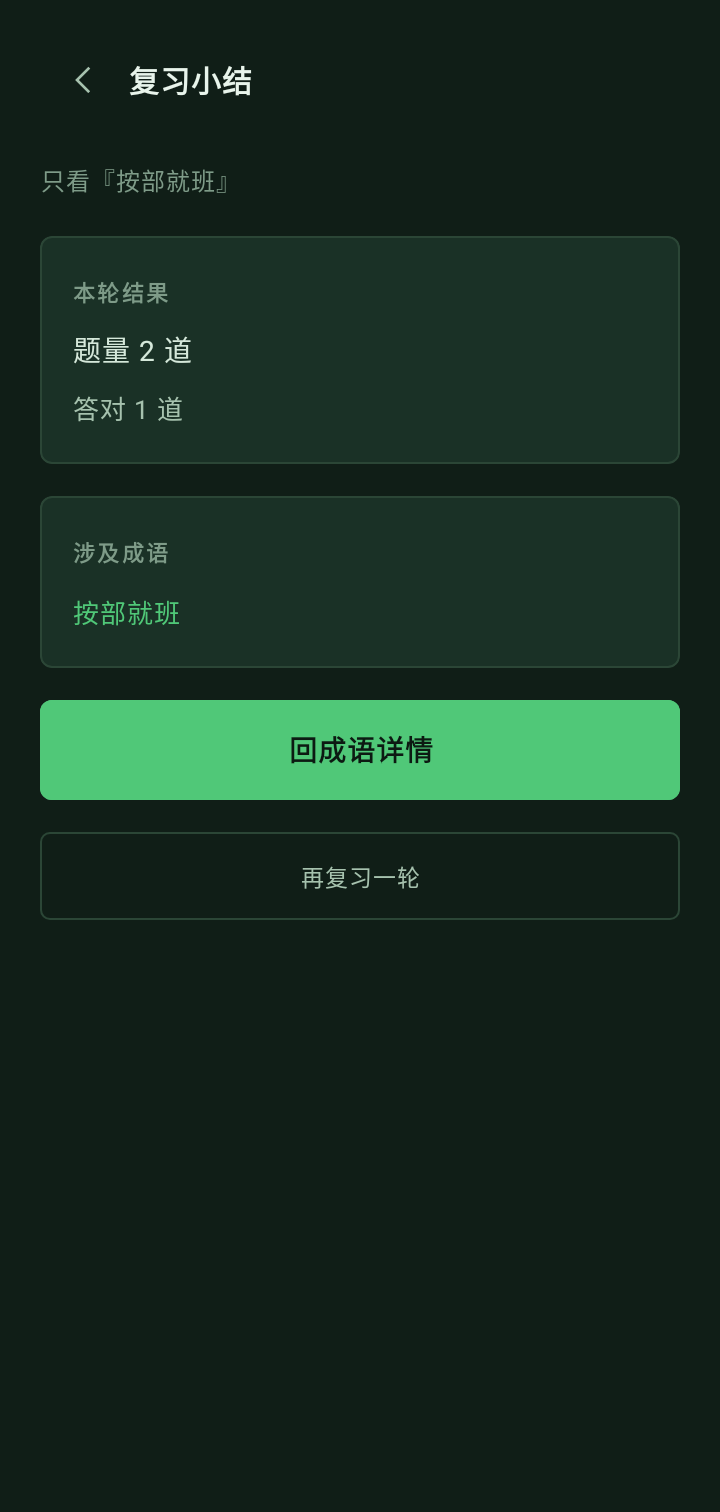 复习小结
只看『按部就班』
本轮结果
题量 2 道
答对 1 道
涉及成语
按部就班
回成语详情
再复习一轮